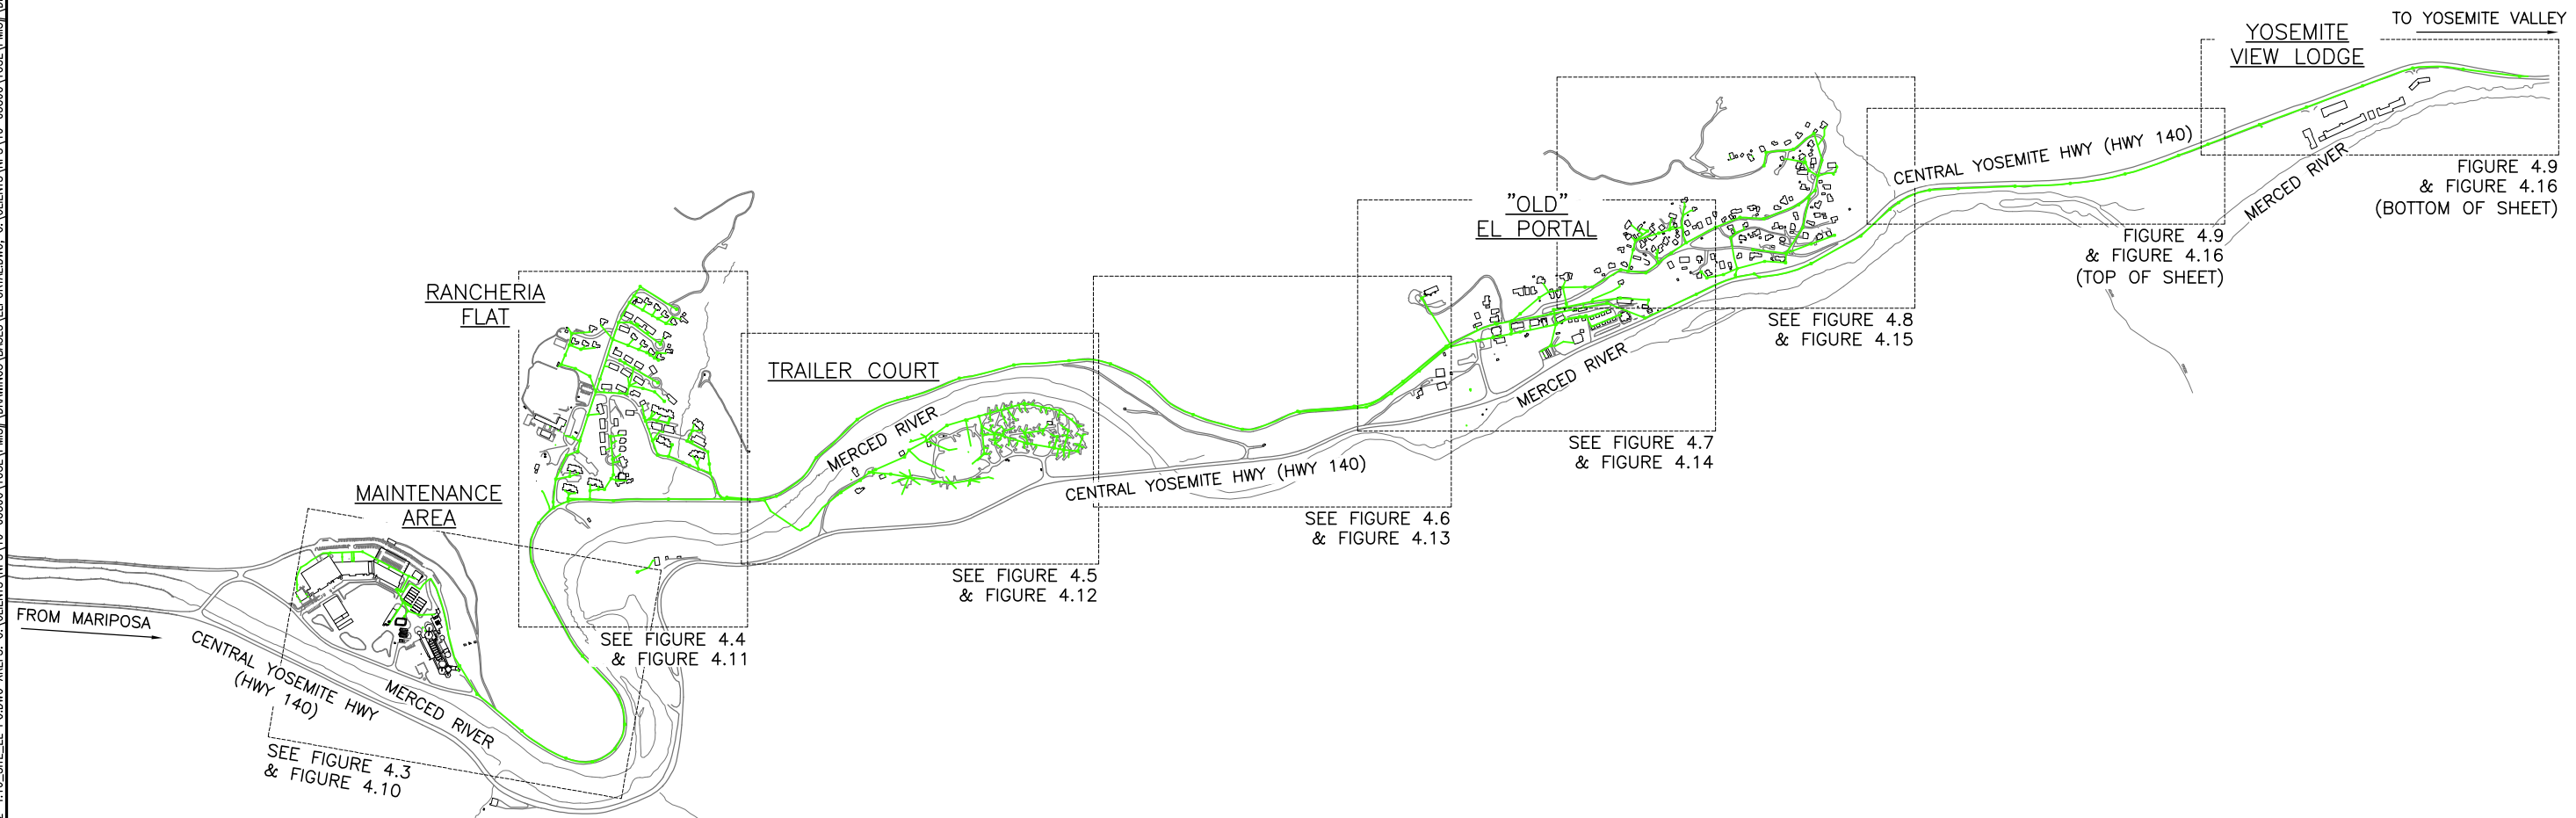 TO YOSEMITE VALLEY
YOSEMITE
VIEW LODGE
CENTRAL YOSEMITE HWY (HWY 140)
MERCED RIVER
FIGURE 4.9
& FIGURE 4.16
(BOTTOM OF SHEET)
FIGURE 4.9
& FIGURE 4.16
(TOP OF SHEET)
"OLD"
EL PORTAL
SEE FIGURE 4.8
& FIGURE 4.15
MERCED RIVER
SEE FIGURE 4.7
& FIGURE 4.14
RANCHERIA
FLAT
TRAILER COURT
MERCED RIVER
CENTRAL YOSEMITE HWY (HWY 140)
SEE FIGURE 4.6
& FIGURE 4.13
SEE FIGURE 4.5
& FIGURE 4.12
MAINTENANCE
AREA
SEE FIGURE 4.4
& FIGURE 4.11
FROM MARIPOSA
CENTRAL YOSEMITE HWY
(HWY 140)
MERCED RIVER
SEE FIGURE 4.3
& FIGURE 4.10